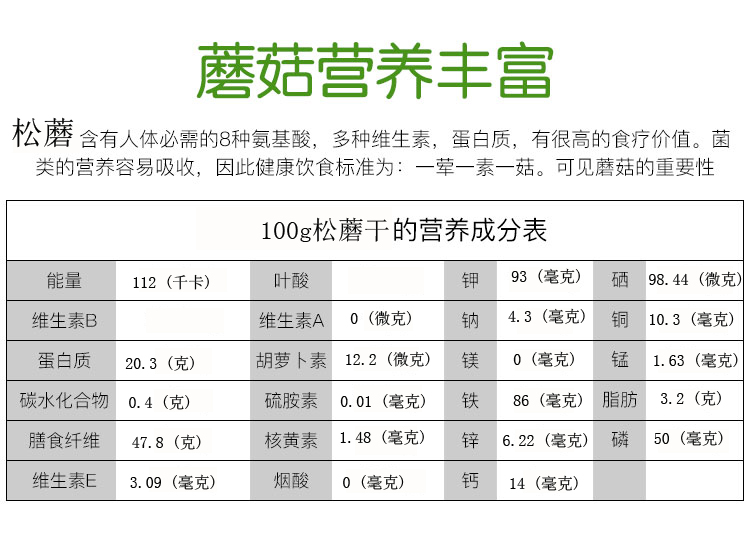 蘑菇营养丰富
松蘑 含有人体必需的8种氨基酸，多种维生素，蛋白质，有很高的食疗价值。菌
类的营养容易吸收，因此健康饮食标准为：一荤一素一菇。可见蘑菇的重要性
100g松蘑干的营养成分表
能量 112（千卡） 叶酸 钾 93（毫克） 硒 98.44（微克）
维生素B 维生素A 0（微克） 钠 4.3（毫克） 铜 10.3（毫克）
蛋白质 20.3（克） 胡萝卜素 12.2（微克） 镁 0（毫克） 锰 1.63（毫克）
碳水化合物 0.4（克） 硫胺素 0.01（毫克） 铁 86（毫克） 脂肪 3.2（克）
膳食纤维 47.8（克） 核黄素 1.48（毫克） 锌 6.22（毫克） 磷 50（毫克）
维生素E 3.09（毫克） 烟酸 0（毫克） 钙 14（毫克）